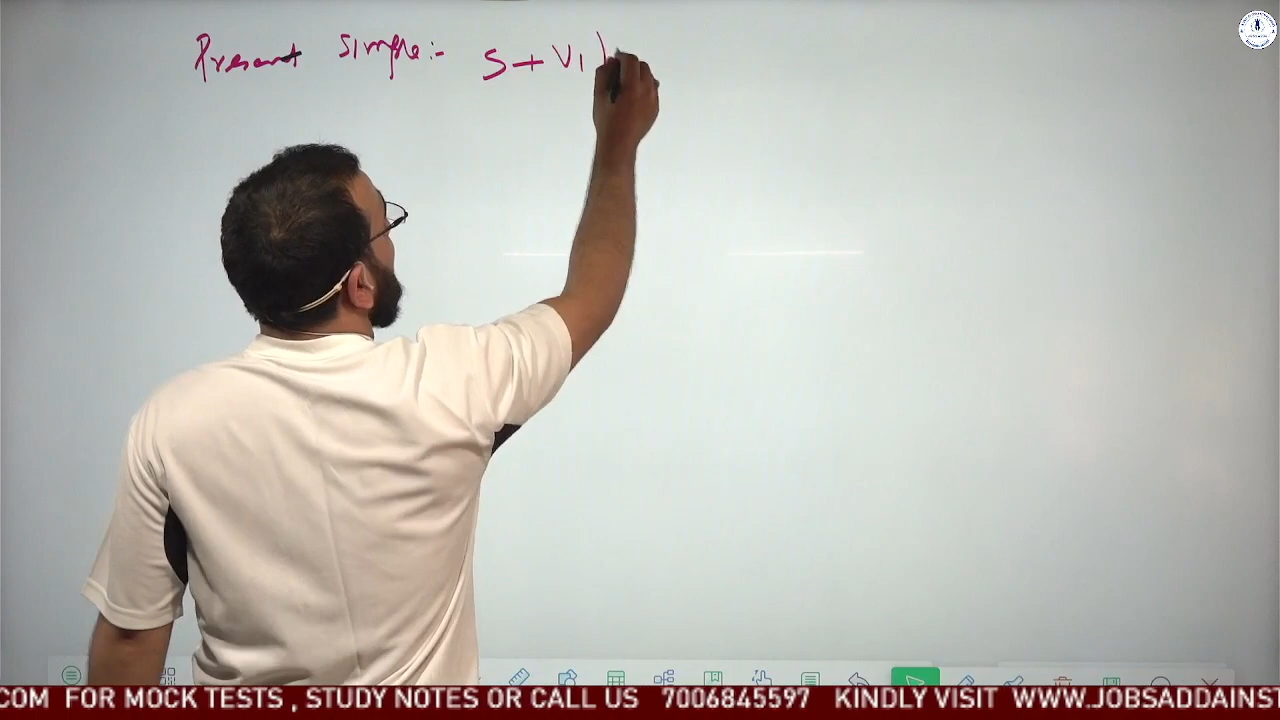 Present Simple:- S + V1
COM FOR MOCK TESTS , STUDY NOTES OR CALL US 7006845597 KINDLY VISIT WWW.JOBSADDAINST